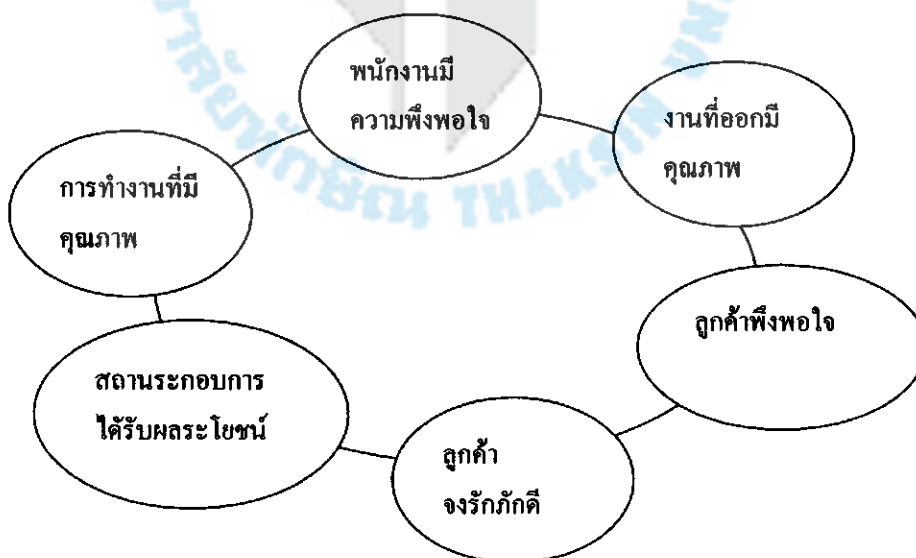 พนักงานมี
ความพึงพอใจ
งานที่ออกมี
คุณภาพ
การทำงานที่มี
คุณภาพ
ลูกค้าพึงพอใจ
สถานระกอบการ
ได้รับผลระโยชน์
ลูกค้า
จงรักภักดี
THAKSIN